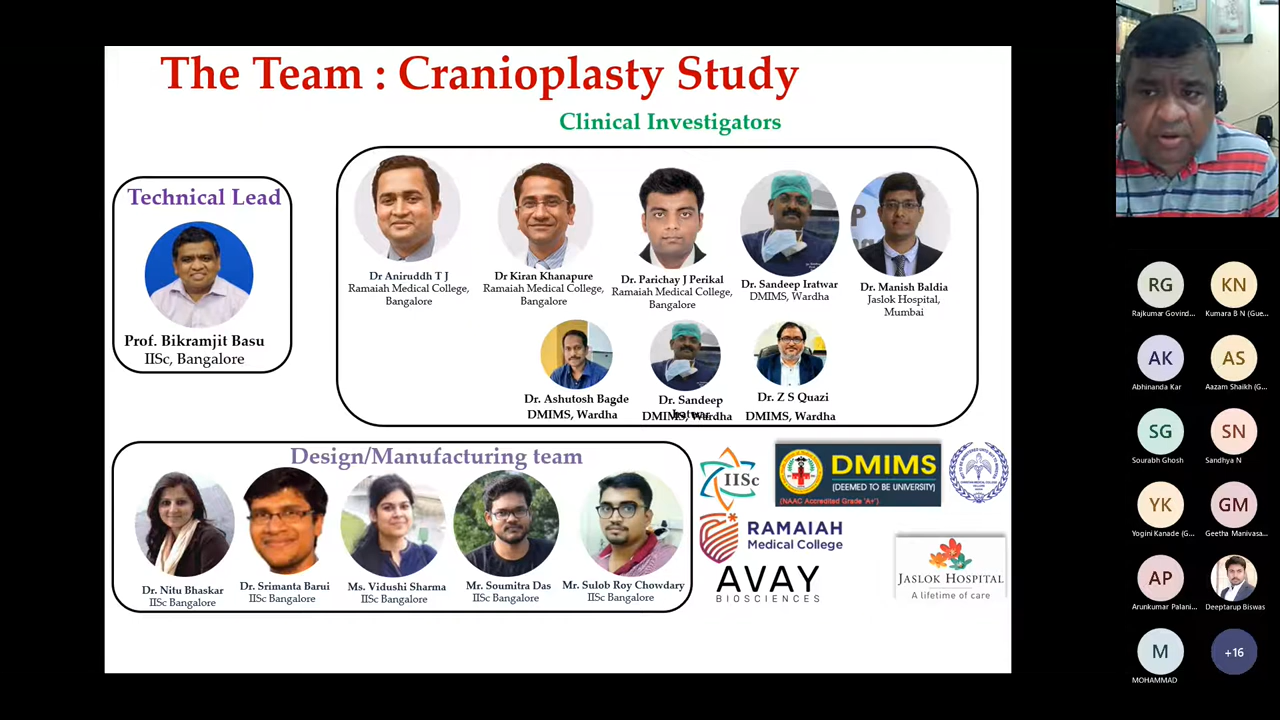 The Team : Cranioplasty Study
Clinical Investigators
Technical Lead
Prof. Bikramjit Basu
IISc, Bangalore
Dr Aniruddh T J
Ramaiah Medical College,
Bangalore
Dr Kiran Khanapure
Ramaiah Medical College,
Bangalore
Dr. Parichay J Perikal
Ramaiah Medical College,
Bangalore
Dr. Sandeep Iratwar
DMIMS, Wardha
Dr. Manish Baldia
Jaslok Hospital,
Mumbai
Dr. Ashutosh Bagde
DMIMS, Wardha
Dr. Sandeep
Iratwar
DMIMS, Wardha
Dr. Z S Quazi
DMIMS, Wardha
Design/Manufacturing team
Dr. Nitu Bhaskar
IISc Bangalore
Dr. Srimanta Barui
IISc Bangalore
Ms. Vidushi Sharma
IISc Bangalore
Mr. Soumitra Das
IISc Bangalore
Mr. Sulob Roy Chowdary
IISc Bangalore
IISc
DMIMS
(DEEMED TO BE UNIVERSITY)
(NAAC Accredited Grade 'A+')
RAMAIAH
Medical College
AVAY
BIOSCIENCES
JASLOK HOSPITAL
A lifetime of care
RG
Rajkumar Govind...
KN
Kumara B N (Gue...
AK
Abhinanda Kar
AS
Aazam Shaikh (G...
SG
Sourabh Ghosh
SN
Sandhya N
YK
Yogini Kanade (G...
GM
Geetha Manivasa...
AP
Arunkumar Palani...
Deeptarup Biswas
M
MOHAMMAD
+16